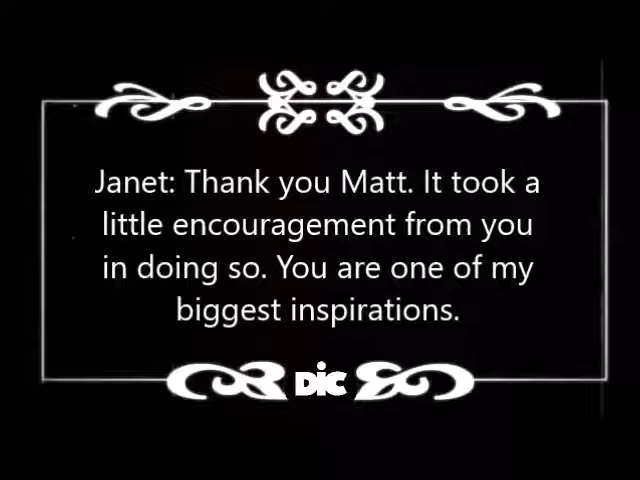 Janet: Thank you Matt. It took a
little encouragement from you
in doing so. You are one of my
biggest inspirations.
DiC